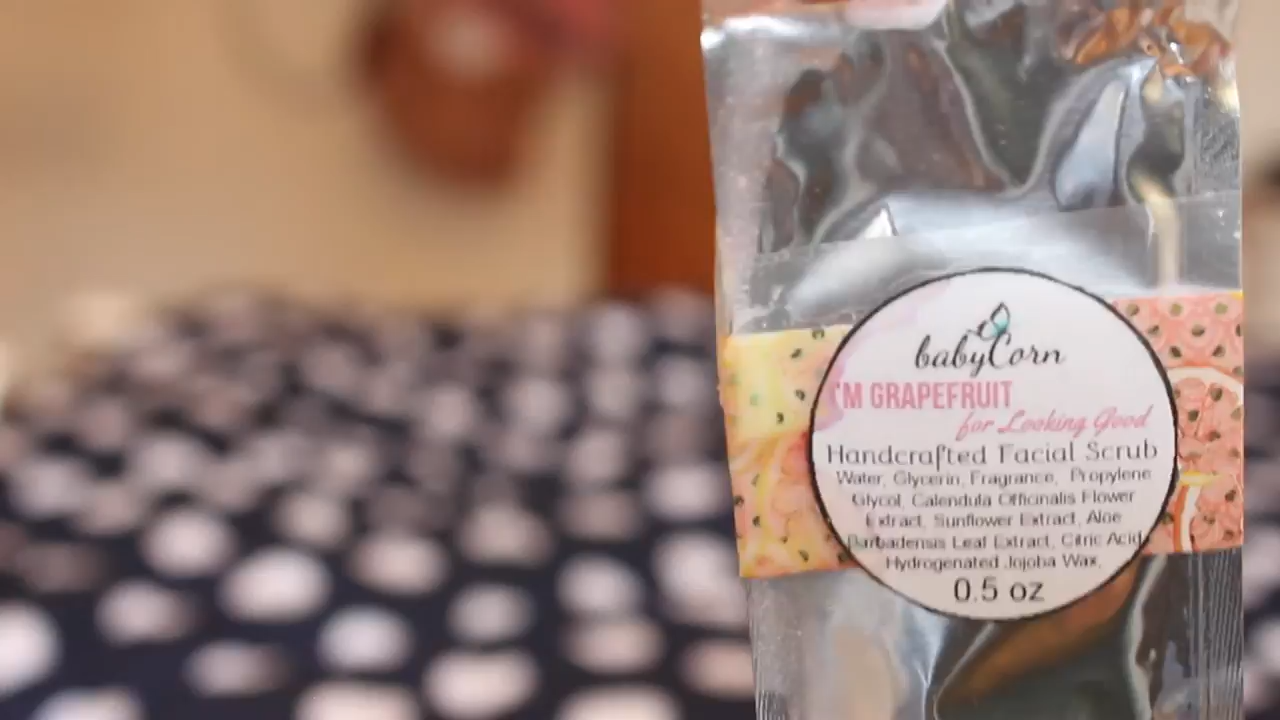 babyCorn
I'M GRAPEFRUIT
for Looking Good
Handcrafted Facial Scrub
Water, Glycerin, Fragrance, Propylene
Glycol, Calendula Officinalis Flower
Extract, Sunflower Extract, Aloe
Barbadensis Leaf Extract, Citric Acid,
Hydrogenated Jojoba Wax,
0.5 oz